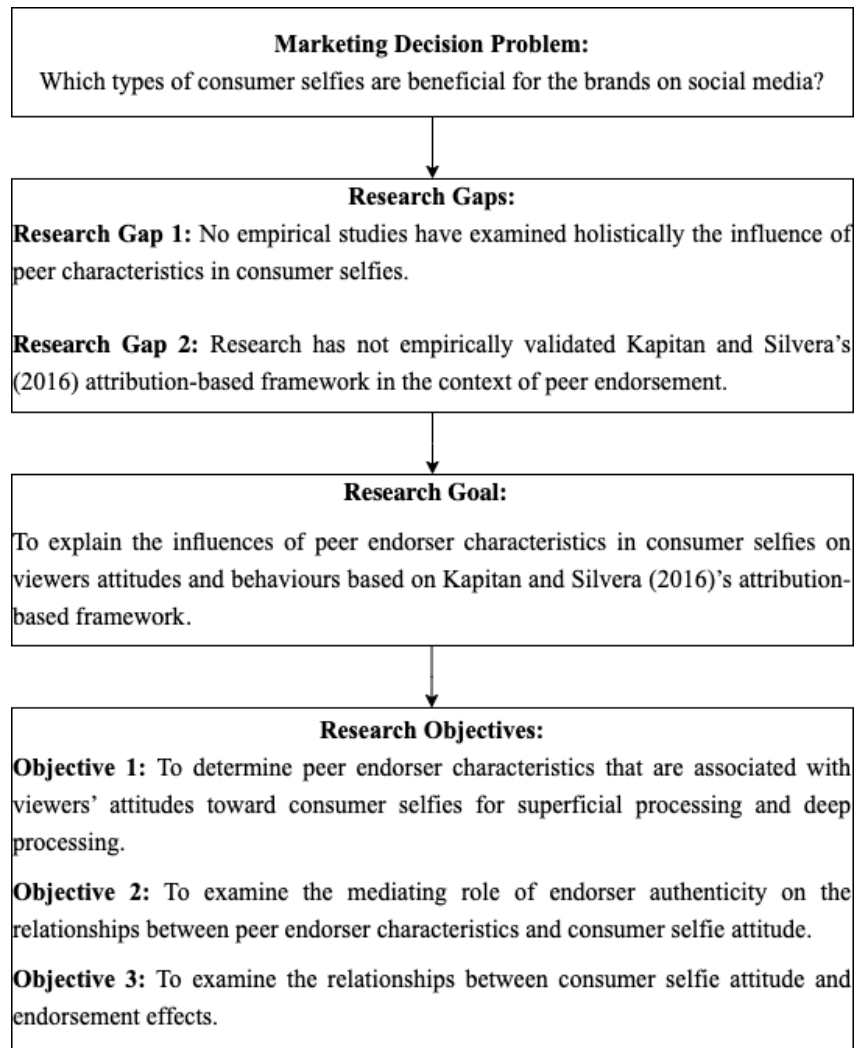 Marketing Decision Problem:
Which types of consumer selfies are beneficial for the brands on social media?
Research Gaps:
Research Gap 1: No empirical studies have examined holistically the influence of
peer characteristics in consumer selfies.
Research Gap 2: Research has not empirically validated Kapitan and Silvera’s
(2016) attribution-based framework in the context of peer endorsement.
Research Goal:
To explain the influences of peer endorser characteristics in consumer selfies on
viewers attitudes and behaviours based on Kapitan and Silvera (2016)’s attribution-
based framework.
Research Objectives:
Objective 1: To determine peer endorser characteristics that are associated with
viewers’ attitudes toward consumer selfies for superficial processing and deep
processing.
Objective 2: To examine the mediating role of endorser authenticity on the
relationships between peer endorser characteristics and consumer selfie attitude.
Objective 3: To examine the relationships between consumer selfie attitude and
endorsement effects.